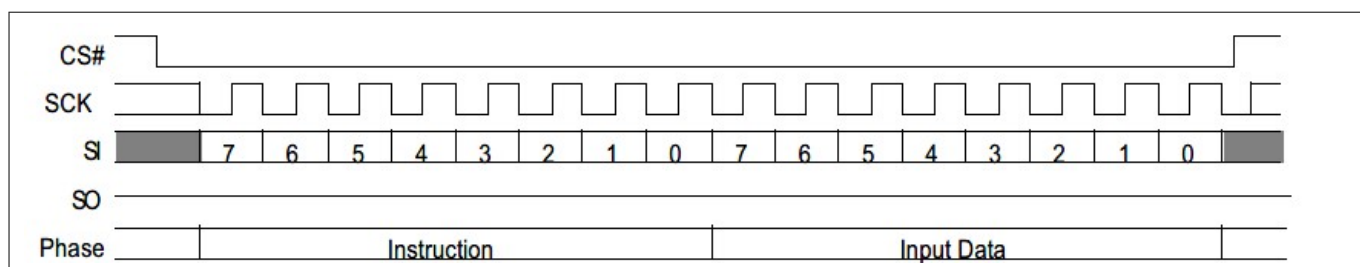 CS#
SCK
SI 7 6 5 4 3 2 1 0 7 6 5 4 3 2 1 0
SO
Phase Instruction Input Data